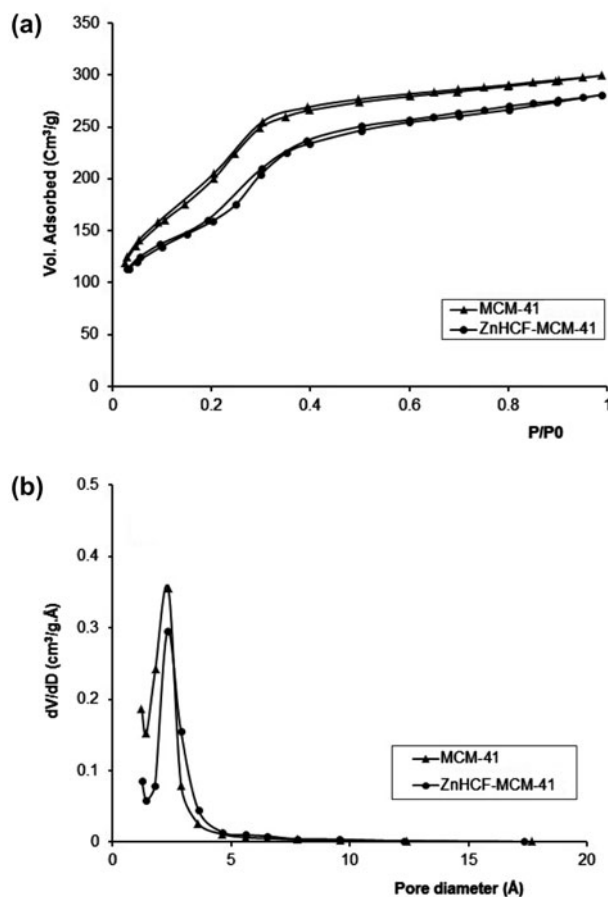 (a)
350
300
250
200
150
100
50
0
Vol. Adsorbed (Cm³/g)
MCM-41
ZnHCF-MCM-41
0 0.2 0.4 0.6 0.8 1
P/P0
(b)
0.5
0.4
0.3
0.2
0.1
0
dV/dD (cm³/g.Å)
MCM-41
ZnHCF-MCM-41
0 5 10 15 20
Pore diameter (Å)